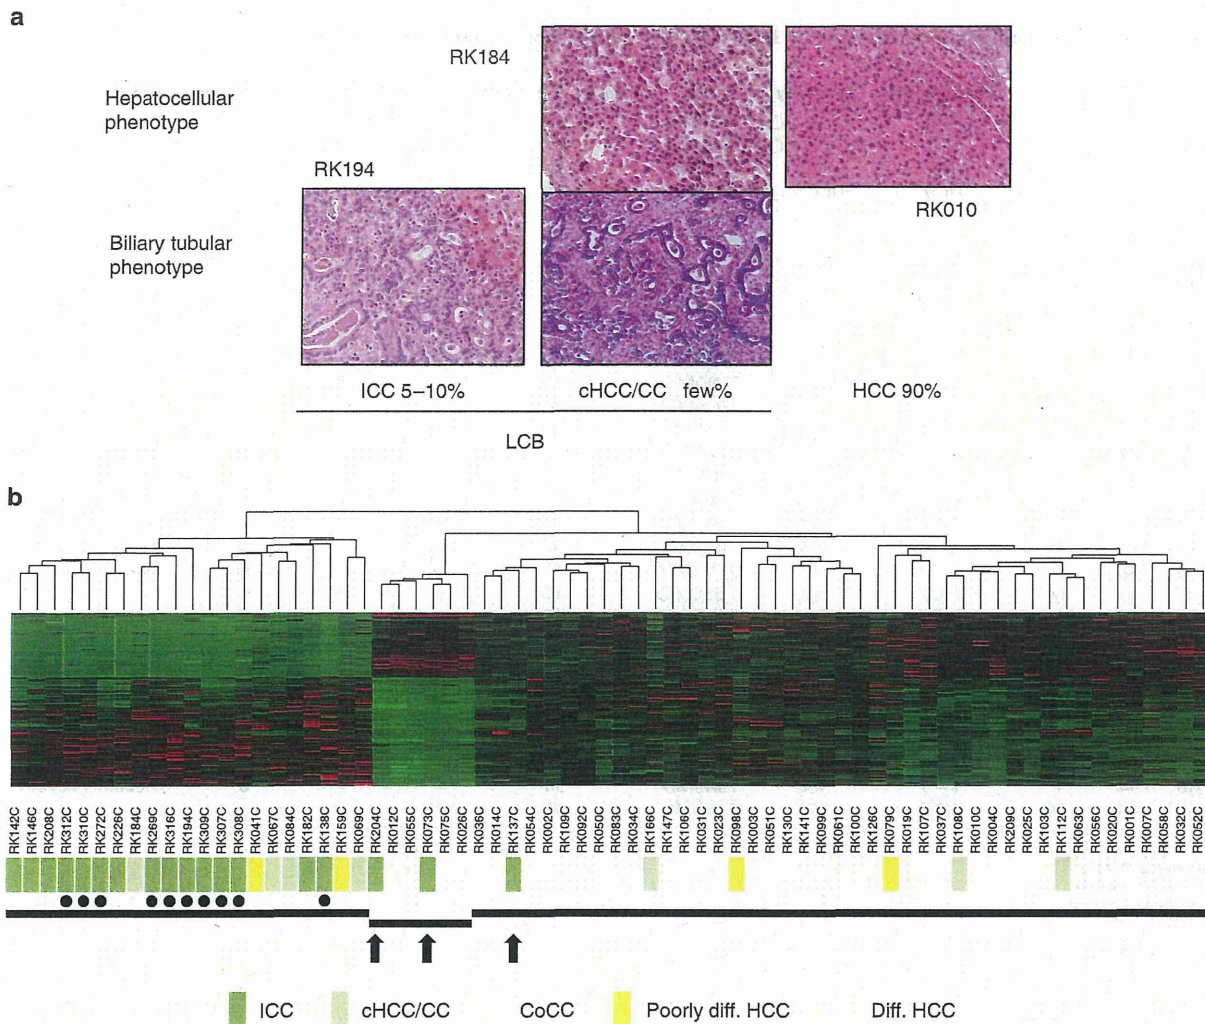 a
RK184
Hepatocellular
phenotype
RK194
RK010
Biliary tubular
phenotype
ICC 5–10%
cHCC/CC few%
HCC 90%
LCB
b
RK142C
RK146C
RK208C
RK312C
RK310C
RK272C
RK226C
RK184C
RK269C
RK316C
RK194C
RK309C
RK307C
RK308C
RK041C
RK067C
RK084C
RK182C
RK138C
RK159C
RK069C
RK204C
RK012C
RK055C
RK073C
RK075C
RK026C
RK036C
RK014C
RK137C
RK054C
RK002C
RK109C
RK092C
RK050C
RK083C
RK034C
RK166C
RK147C
RK106C
RK031C
RK023C
RK098C
RK003C
RK051C
RK130C
RK141C
RK099C
RK061C
RK100C
RK126C
RK079C
RK019C
RK107C
RK037C
RK108C
RK010C
RK004C
RK209C
RK025C
RK103C
RK112C
RK063C
RK056C
RK020C
RK001C
RK007C
RK058C
RK032C
RK052C
ICC
cHCC/CC
CoCC
Poorly diff. HCC
Diff. HCC